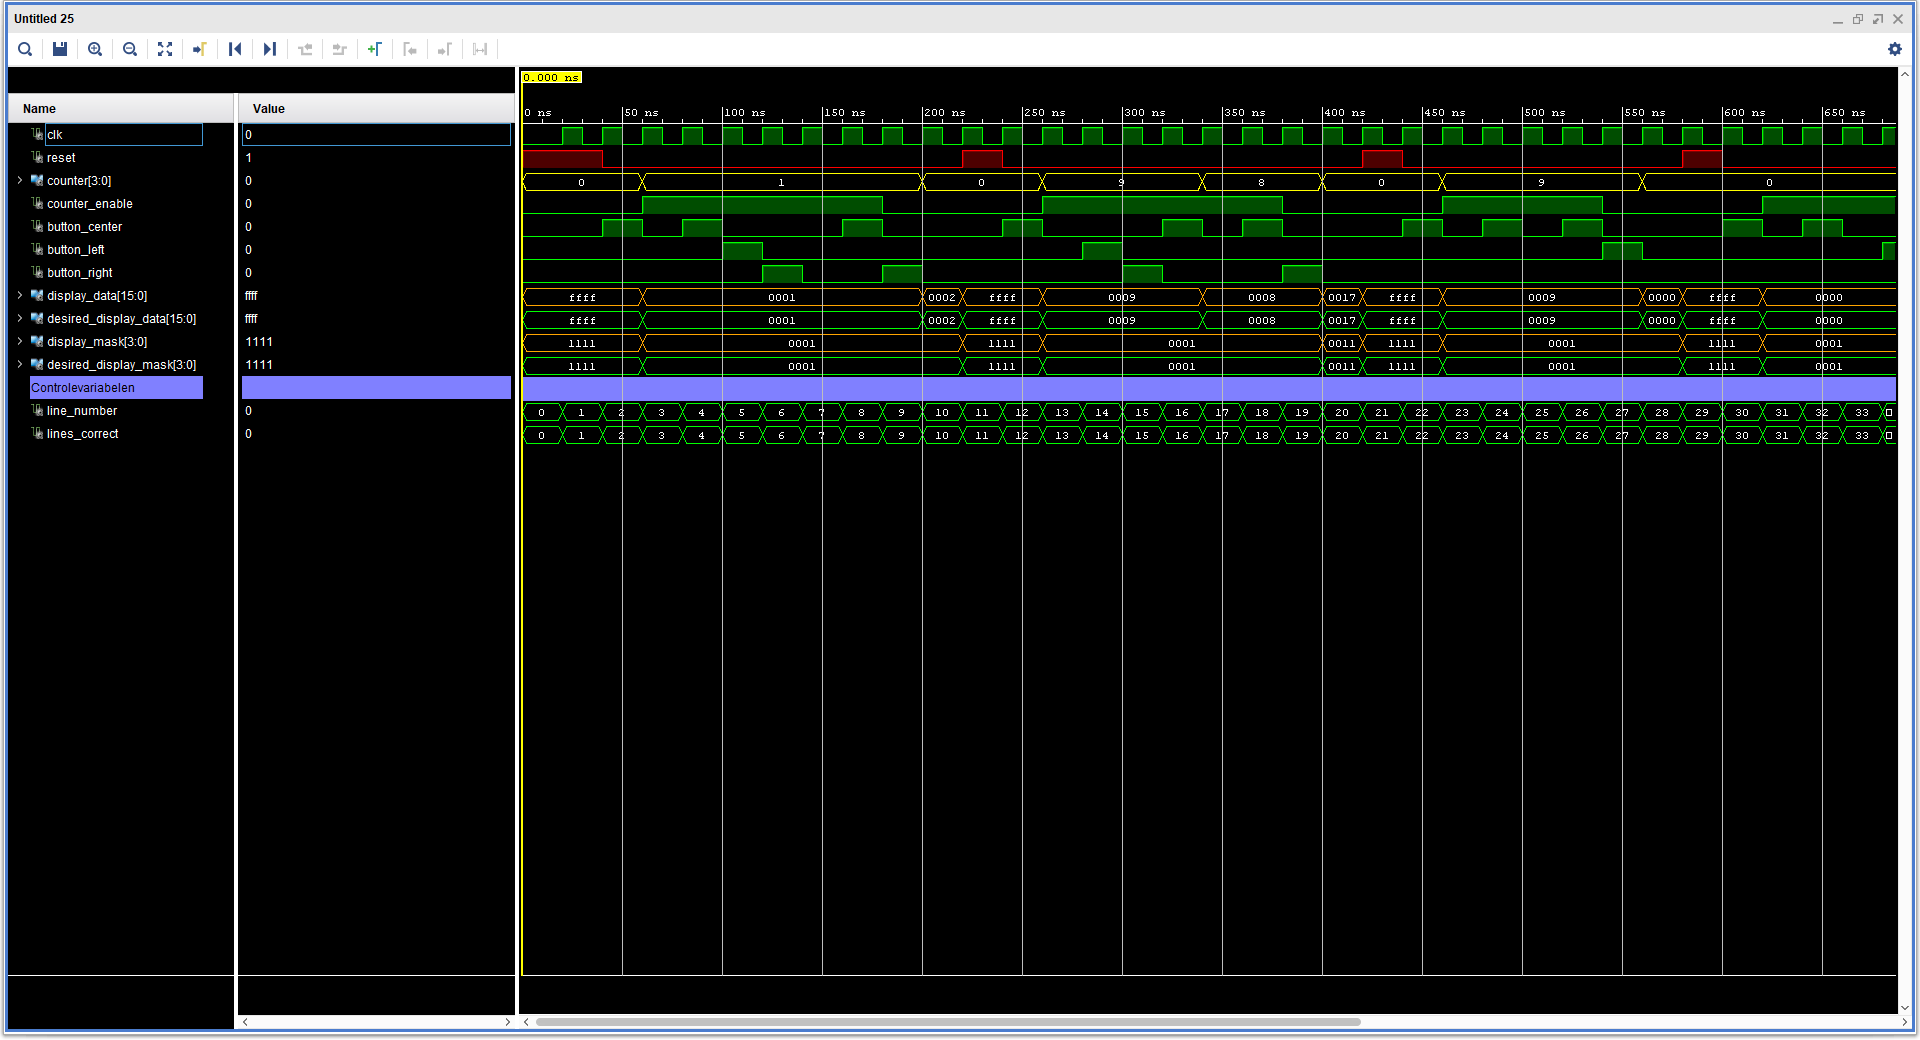 Untitled 25
0.000 ns
Name Value
0 ns 50 ns 100 ns 150 ns 200 ns 250 ns 300 ns 350 ns 400 ns 450 ns 500 ns 550 ns 600 ns 650 ns
clk 0
reset 1
counter[3:0] 0 0 1 0 9 8 0 9 0
counter_enable 0
button_center 0
button_left 0
button_right 0
display_data[15:0] ffff ffff 0001 0002 ffff 0009 0008 0017 ffff 0009 0000 ffff 0000
desired_display_data[15:0] ffff ffff 0001 0002 ffff 0009 0008 0017 ffff 0009 0000 ffff 0000
display_mask[3:0] 1111 1111 0001 1111 0001 0011 1111 0001 1111 0001
desired_display_mask[3:0] 1111 1111 0001 1111 0001 0011 1111 0001 1111 0001
Controlevariabelen
line_number 0 0 1 2 3 4 5 6 7 8 9 10 11 12 13 14 15 16 17 18 19 20 21 22 23 24 25 26 27 28 29 30 31 32 33
lines_correct 0 0 1 2 3 4 5 6 7 8 9 10 11 12 13 14 15 16 17 18 19 20 21 22 23 24 25 26 27 28 29 30 31 32 33